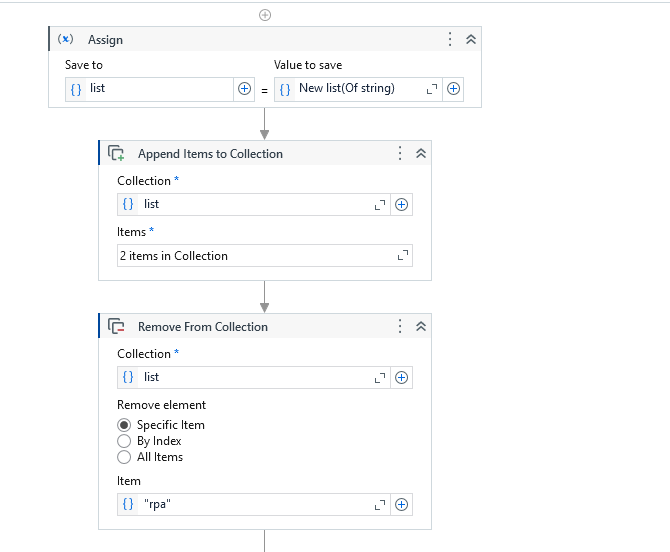 (x) Assign
Save to Value to save
{} list = {} New list(Of string)
Append Items to Collection
Collection *
{} list
Items *
2 items in Collection
Remove From Collection
Collection *
{} list
Remove element
Specific Item
By Index
All Items
Item
{} "rpa"